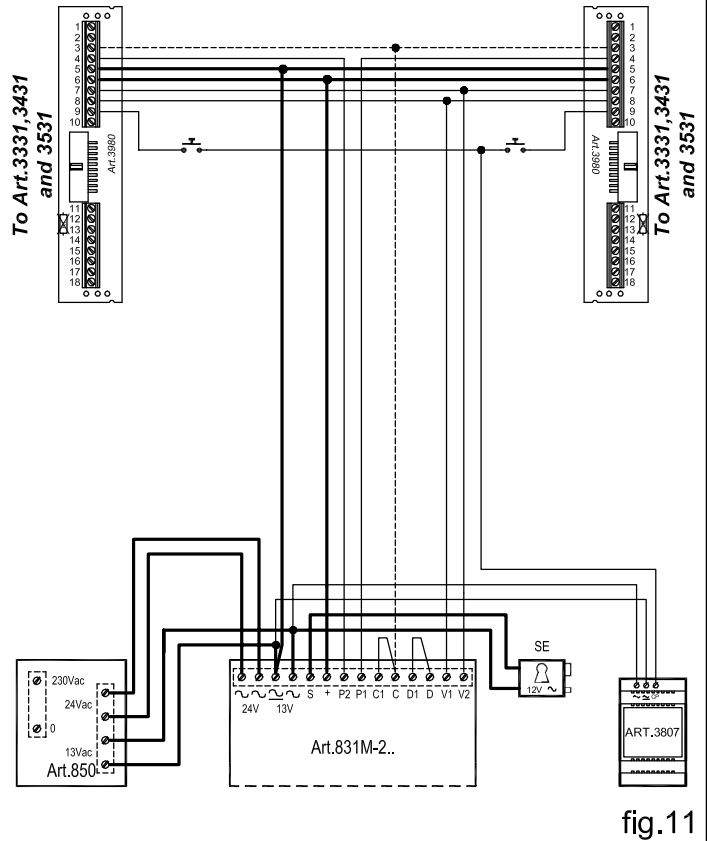 1
2
3
4
5
6
7
8
9
10
Art.3980
11
12
13
14
15
16
17
18
To Art.3331,3431
and 3531
1
2
3
4
5
6
7
8
9
10
Art.3980
11
12
13
14
15
16
17
18
To Art.3331,3431
and 3531
230Vac
24Vac
0
13Vac
Art.850
S + P2 P1 C1 C D1 D V1 V2
24V 13V
Art.831M-2..
SE
12V ~
~ ≃ CP
ART.3807
fig.11